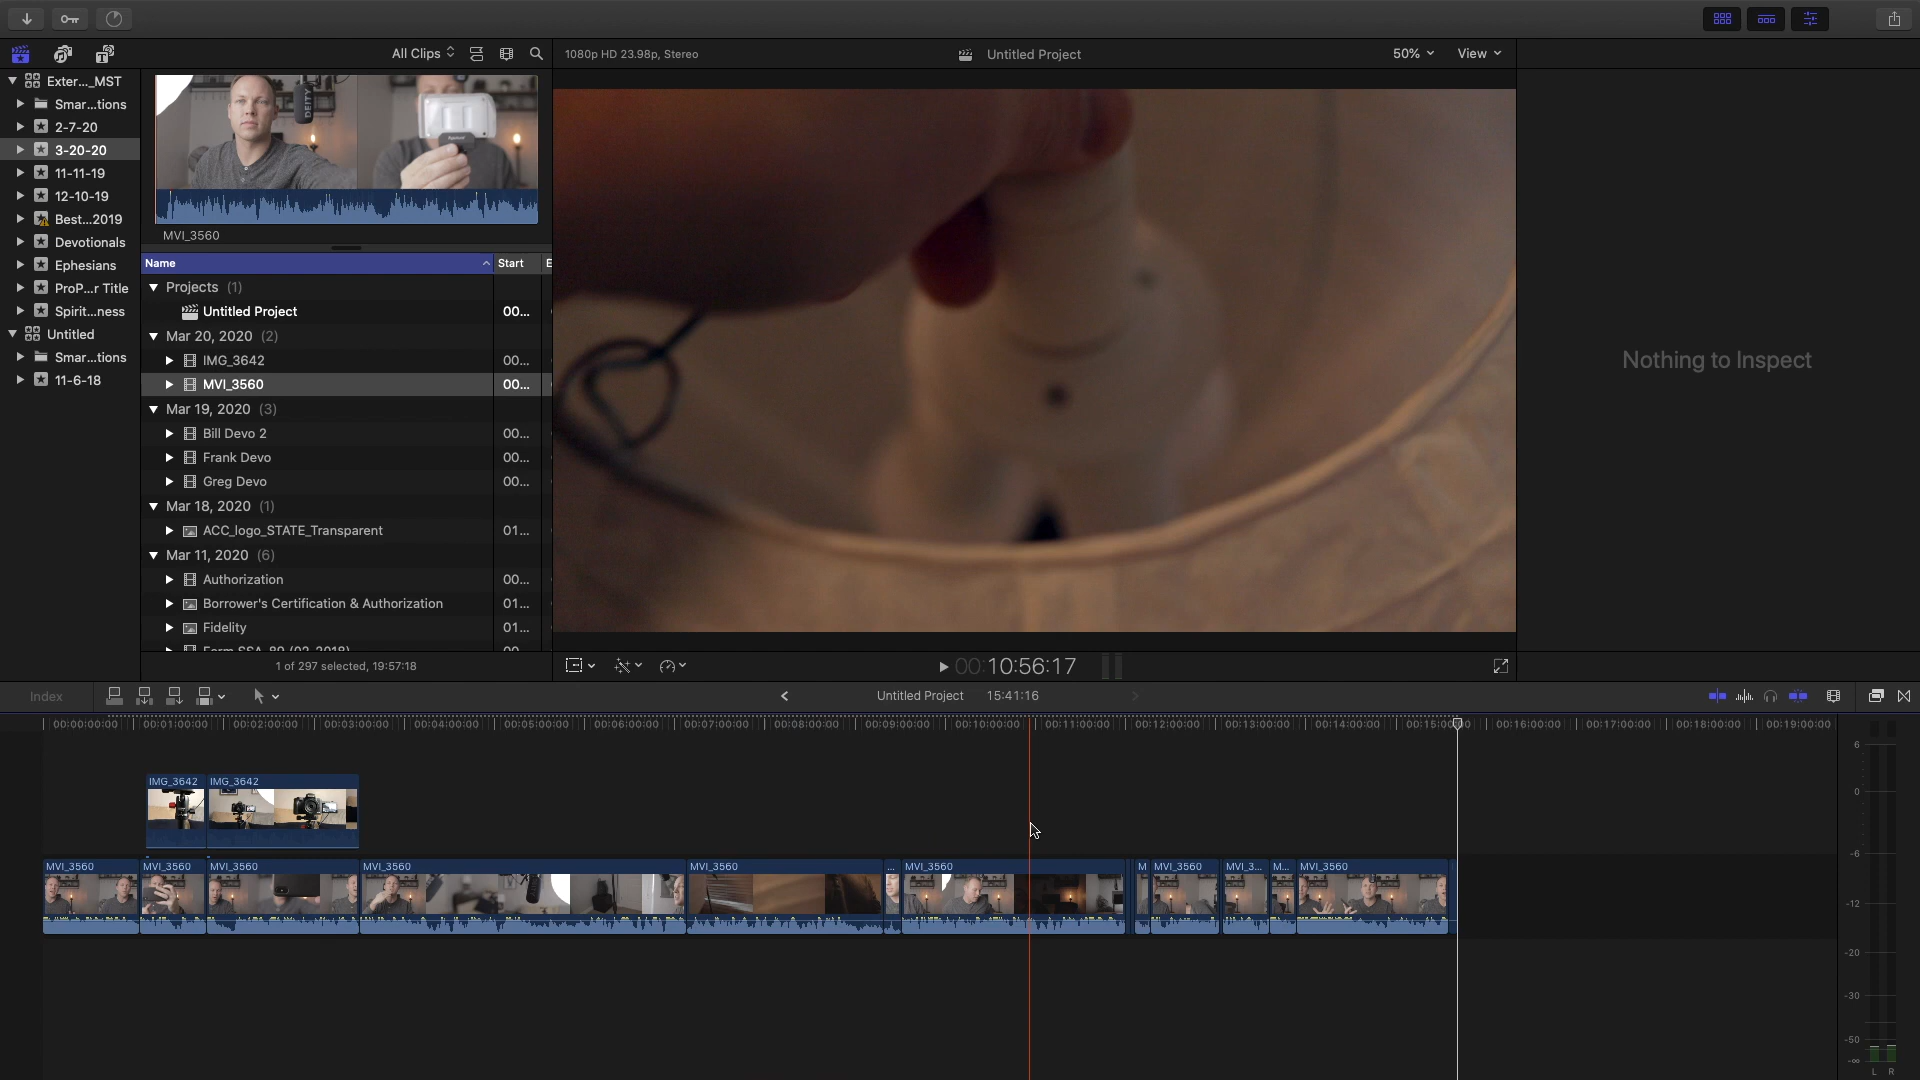 All Clips
1080p HD 23.98p, Stereo
Untitled Project
50%
View
Exter..._MST
Smar...tions
2-7-20
3-20-20
11-11-19
12-10-19
Best...2019
Devotionals
Ephesians
ProP...r Title
Spirit...ness
Untitled
Smar...tions
11-6-18
DEITY
MVI_3560
Name
Start
E
Projects (1)
Untitled Project 00...
Mar 20, 2020 (2)
IMG_3642 00...
MVI_3560 00...
Mar 19, 2020 (3)
Bill Devo 2 00...
Frank Devo 00...
Greg Devo 00...
Mar 18, 2020 (1)
ACC_logo_STATE_Transparent 01...
Mar 11, 2020 (6)
Authorization 00...
Borrower's Certification & Authorization 01...
Fidelity 01...
1 of 297 selected, 19:57:18
Nothing to Inspect
00:10:56:17
Index
Untitled Project 15:41:16
00:00:00:00 00:01:00:00 00:02:00:00 00:03:00:00 00:04:00:00 00:05:00:00 00:06:00:00 00:07:00:00 00:08:00:00 00:09:00:00 00:10:00:00 00:11:00:00 00:12:00:00 00:13:00:00 00:14:00:00 00:15:00:00 00:16:00:00 00:17:00:00 00:18:00:00 00:19:00:00
IMG_3642 IMG_3642
MVI_3560 MVI_3560 MVI_3560 MVI_3560 MVI_3560 ... MVI_3560 M MVI_3560 MVI_3... M... MVI_3560
6
0
-6
-12
-20
-30
-50
-∞
L R